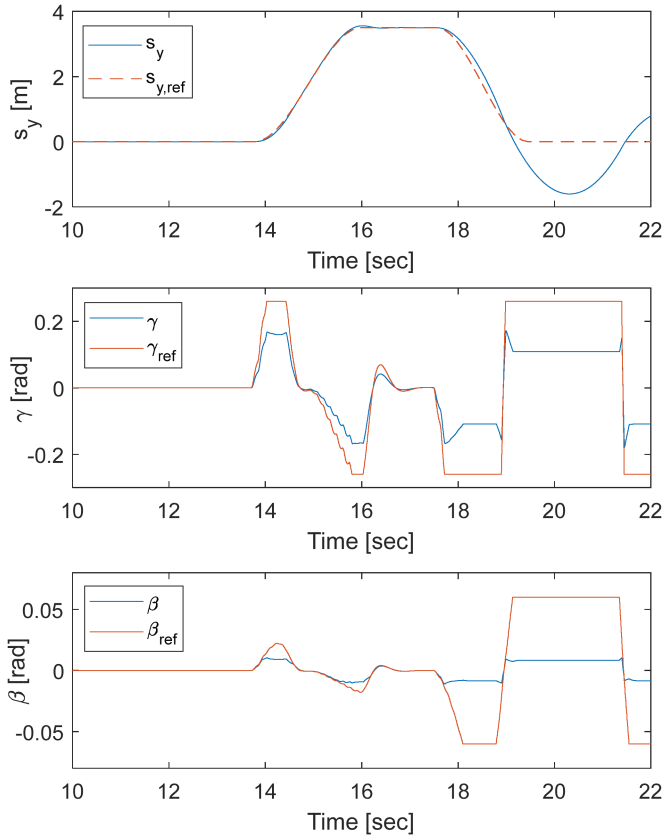 4
2
0
-2
s_y [m]
s_y
s_y,ref
10 12 14 16 18 20 22
Time [sec]
0.2
0
-0.2
γ [rad]
γ
γ_ref
10 12 14 16 18 20 22
Time [sec]
0.05
0
-0.05
β [rad]
β
β_ref
10 12 14 16 18 20 22
Time [sec]